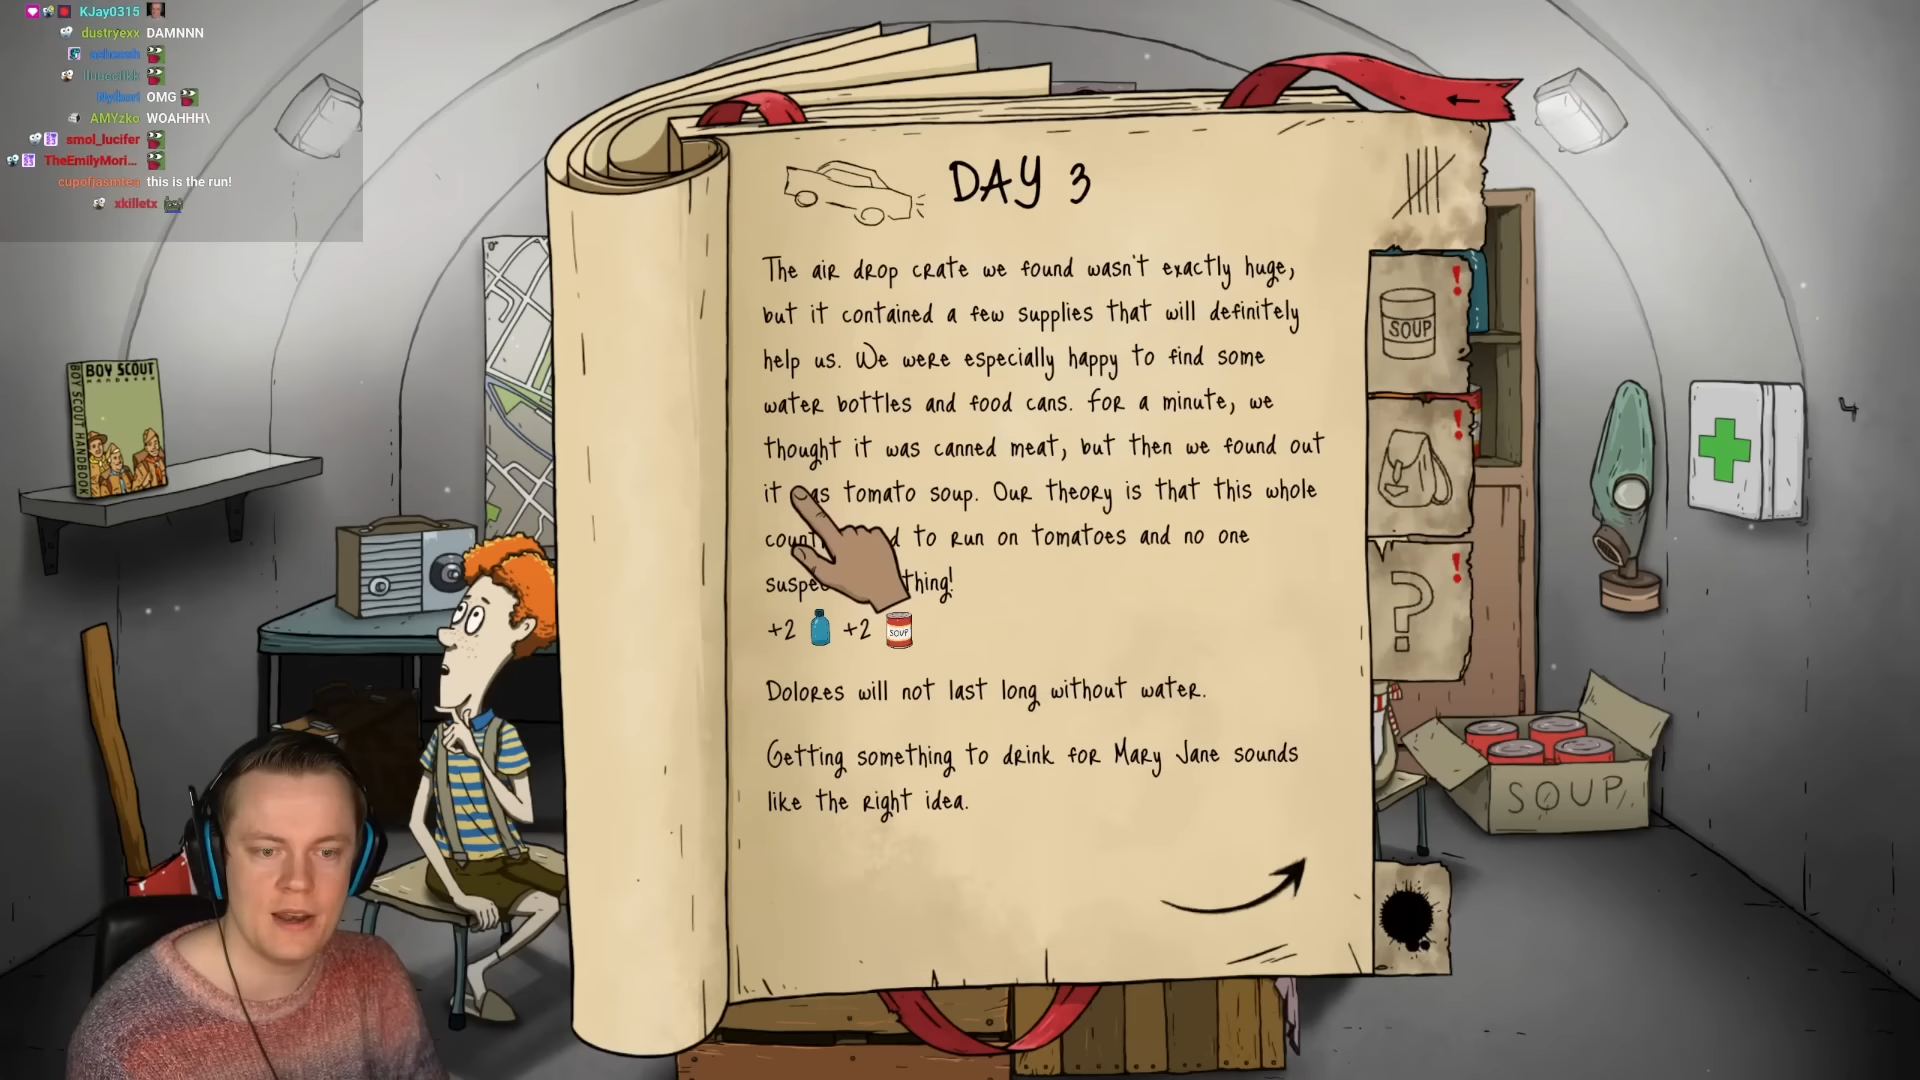 KJay0315
dustryexx DAMNNN
OMG
AMYzko WOAHHH\
smol_lucifer
TheEmilyMori...
cupofjasmtea this is the run!
xkilletx
BOY SCOUT
HANDBOOK
BOY SCOUT HANDBOOK
DAY 3
The air drop crate we found wasn't exactly huge,
but it contained a few supplies that will definitely
help us. We were especially happy to find some
water bottles and food cans. For a minute, we
thought it was canned meat, but then we found out
it was tomato soup. Our theory is that this whole
to run on tomatoes and no one
thing!
+2 +2 SOUP
Dolores will not last long without water.
Getting something to drink for Mary Jane sounds
like the right idea.
SOUP
!
!
?
!
SOUP